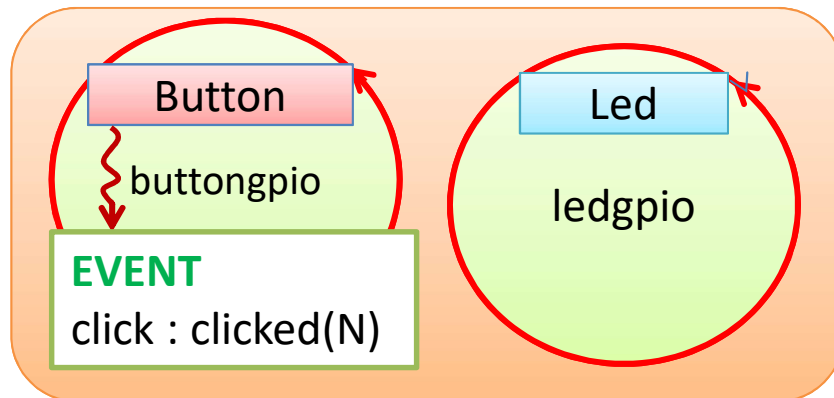 Button
buttongpio
EVENT
click : clicked(N)
Led
ledgpio